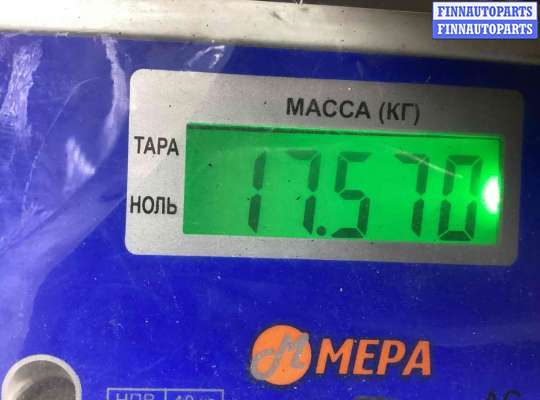 FINNAUTOPARTS
FINNAUTOPARTS
МАССА (КГ)
ТАРА
17.570
НОЛЬ
МЕРА